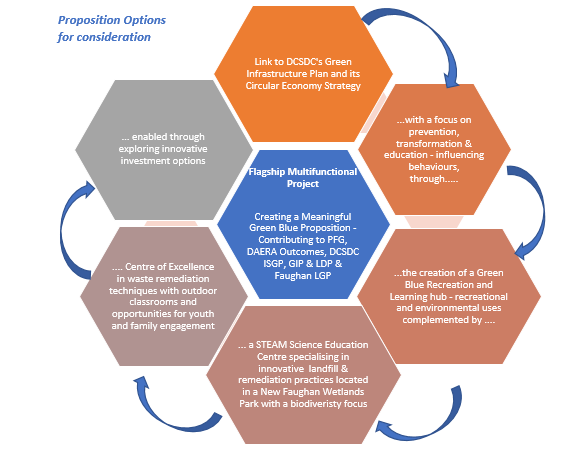 Proposition Options
for consideration
Link to DCSDC's Green
Infrastructure Plan and its
Circular Economy Strategy
...with a focus on
prevention,
transformation &
education - influencing
behaviours,
through.....
...the creation of a Green
Blue Recreation and
Learning hub - recreational
and environmental uses
complemented by ....
... a STEAM Science Education
Centre specialising in
innovative landfill &
remediation practices located
in a New Faughan Wetlands
Park with a biodiveristy focus
.... Centre of Excellence
in waste remediation
techniques with outdoor
classrooms and
opportunities for youth
and family engagement
... enabled through
exploring innovative
investment options
Flagship Multifunctional
Project
Creating a Meaningful
Green Blue Proposition -
Contributing to PFG,
DAERA Outcomes, DCSDC
ISGP, GIP & LDP &
Faughan LGP